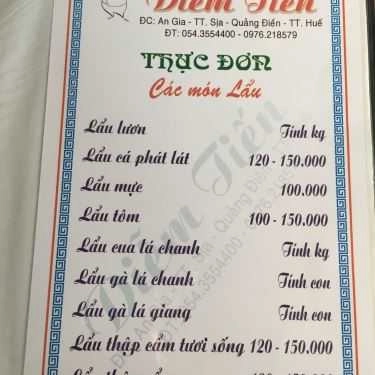 Diễm Tiên
ĐC: An Gia - TT. Sịa - Quảng Điền - TT. Huế
ĐT: 054.3554400 - 0976.218579
THỰC ĐƠN
Các món Lẩu
Lẩu lươn Tính kg
Lẩu cá phát lát 120 - 150.000
Lẩu mực 100.000
Lẩu tôm 100 - 150.000
Lẩu cua lá chanh Tính kg
Lẩu gà lá chanh Tính con
Lẩu gà lá giang Tính con
Lẩu thập cẩm tươi sống 120 - 150.000